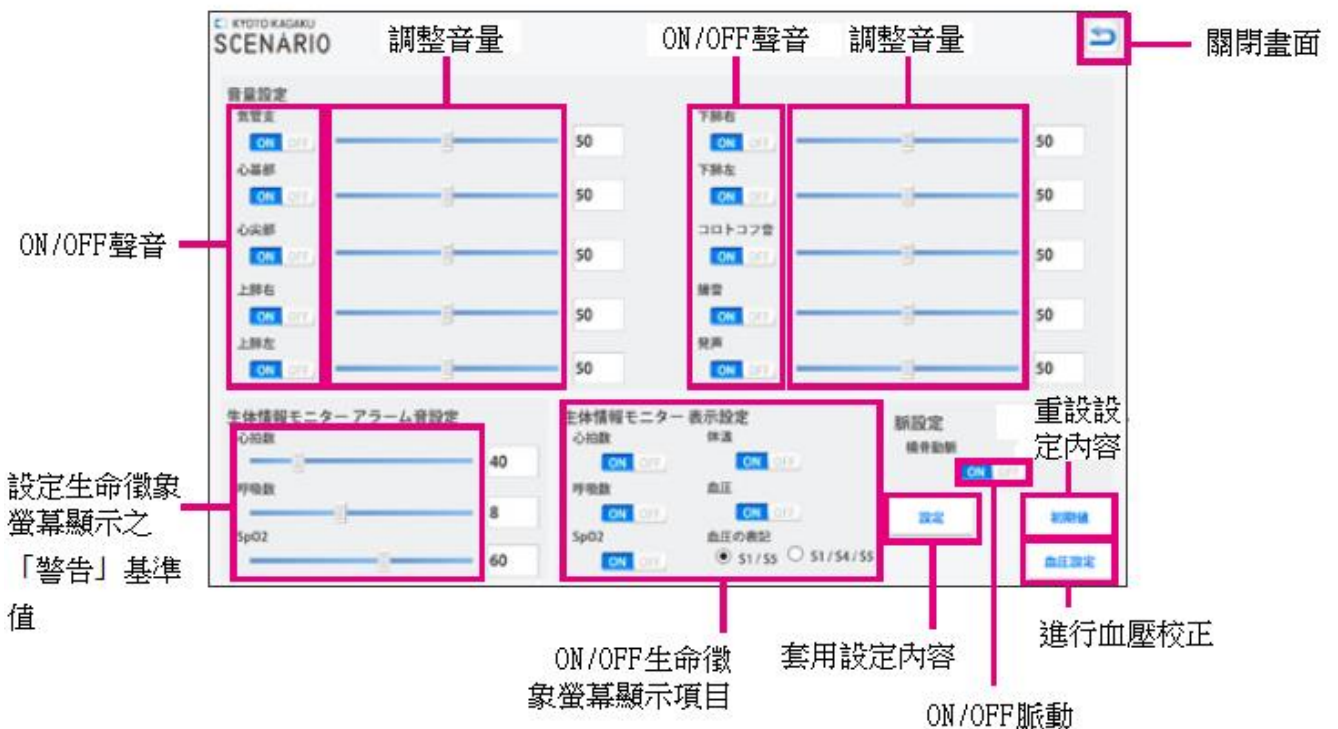 KYOTO KAGAKU
SCENARIO
調整音量
ON/OFF聲音
調整音量
關閉畫面
音量設定
気管支
ON OFF
50
心基部
ON OFF
50
心尖部
ON OFF
50
上肺右
ON OFF
50
上肺左
ON OFF
50
ON/OFF聲音
下肺右
ON OFF
50
下肺左
ON OFF
50
コロトコフ音
ON OFF
50
腸音
ON OFF
50
発声
ON OFF
50
生体情報モニター アラーム音設定
心拍数
40
呼吸数
8
SpO2
60
設定生命徵象
螢幕顯示之
「警告」基準
值
生体情報モニター 表示設定
心拍数
ON OFF
体温
ON OFF
呼吸数
ON OFF
血圧
ON OFF
SpO2
ON OFF
血圧の表記
S1/S5 S1/S4/S5
脈設定
橈骨動脈
ON OFF
重設設
定内容
設定
初期値
血圧設定
進行血壓校正
套用設定内容
ON/OFF生命徵
象螢幕顯示項目
ON/OFF脈動